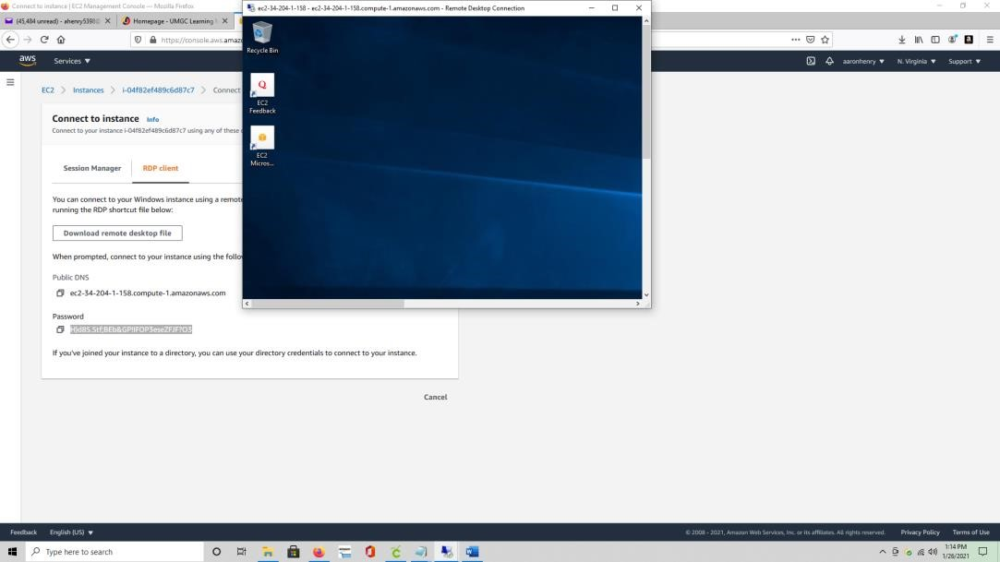 Connect to instance | EC2 Management Console — Mozilla Firefox
ec2-34-204-1-158 - ec2-34-204-1-158.compute-1.amazonaws.com - Remote Desktop Connection
(45,484 unread) - ahenry5398@
Homepage - UMGC Learning
https://console.aws.amaz
aws
Services
aaronhenry
N. Virginia
Support
Recycle Bin
EC2
Feedback
EC2
Micros...
EC2 > Instances > i-04f82ef489c6d87c7 > Connect
Connect to instance Info
Connect to your instance i-04f82ef489c6d87c7 using any of these
Session Manager
RDP client
You can connect to your Windows instance using a remote
running the RDP shortcut file below:
Download remote desktop file
When prompted, connect to your instance using the follo
Public DNS
ec2-34-204-1-158.compute-1.amazonaws.com
Password
If you've joined your instance to a directory, you can use your directory credentials to connect to your instance.
Cancel
Feedback
English (US)
© 2008 - 2021, Amazon Web Services, Inc. or its affiliates. All rights reserved.
Privacy Policy
Terms of Use
Type here to search
1:14 PM
1/26/2021